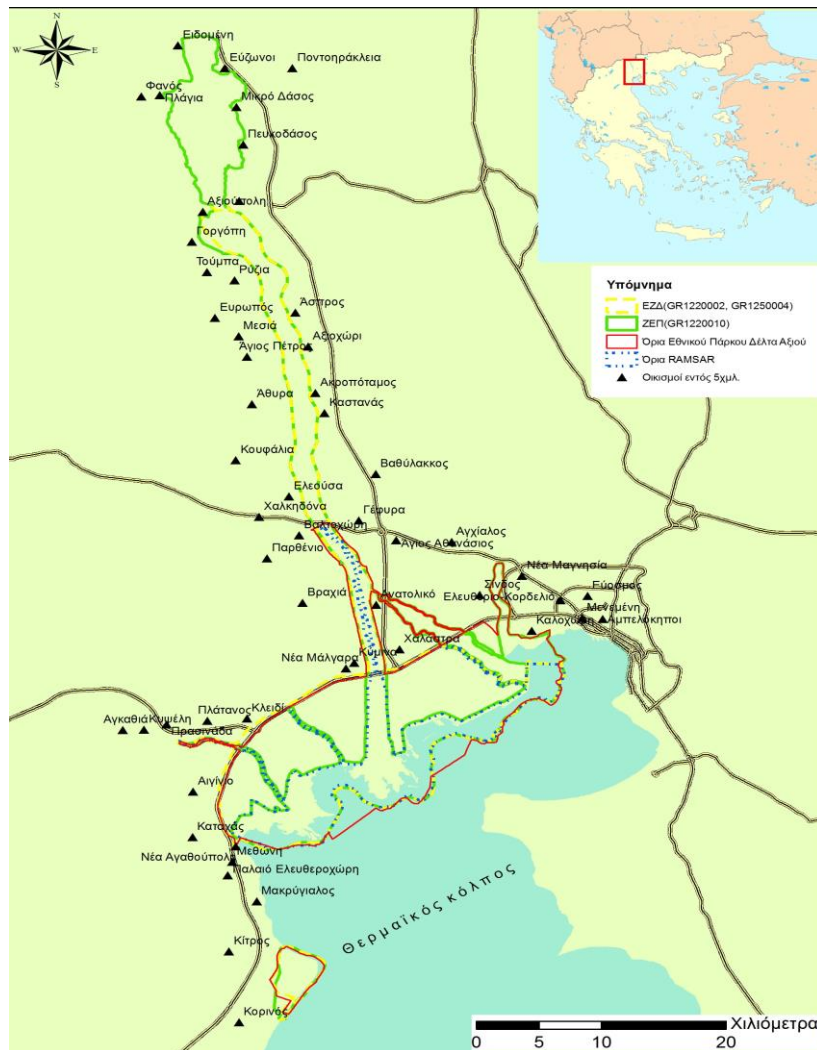 N
W
E
S
Ειδομένη
Εύζωνοι
Ποντοηράκλεια
Φανός
Πλάγια
Μικρό Δάσος
Πευκοδάσος
Αξιούπολη
Γοργόπη
Τούμπα
Ρύζια
Ευρωπός
Άσπρος
Μεσιά
Αξιοχώρι
Άγιος Πέτρος
Ακροπόταμος
Άθυρα
Καστανάς
Κουφάλια
Βαθύλακκος
Ελεούσα
Χαλκηδόνα
Γέφυρα
Βαλτοχώρη
Αγχίαλος
Άγιος Αθανάσιος
Παρθένιο
Νέα Μαγνησία
Σίνδος
Εύοσμος
Βραχιά
Ανατολικό
Ελευθέριο-Κορδελιό
Μενεμένη
Καλοχώρι
Αμπελόκηποι
Χαλάστρα
Κύμινα
Νέα Μάλγαρα
Πλάτανος
Κλειδί
Αγκαθιά
Κυψέλη
Πρασινάδα
Αιγίνιο
Καταχάς
Μεθώνη
Νέα Αγαθούπολη
Παλαιό Ελευθεροχώρη
Μακρύγιαλος
Θερμαϊκός κόλπος
Κίτρος
Κορινός
Υπόμνημα
ΕΖΔ(GR1220002, GR1250004)
ΖΕΠ(GR1220010)
Όρια Εθνικού Πάρκου Δέλτα Αξιού
Όρια RAMSAR
Οικισμοί εντός 5χμλ.
Χιλιόμετρα
0 5 10 20